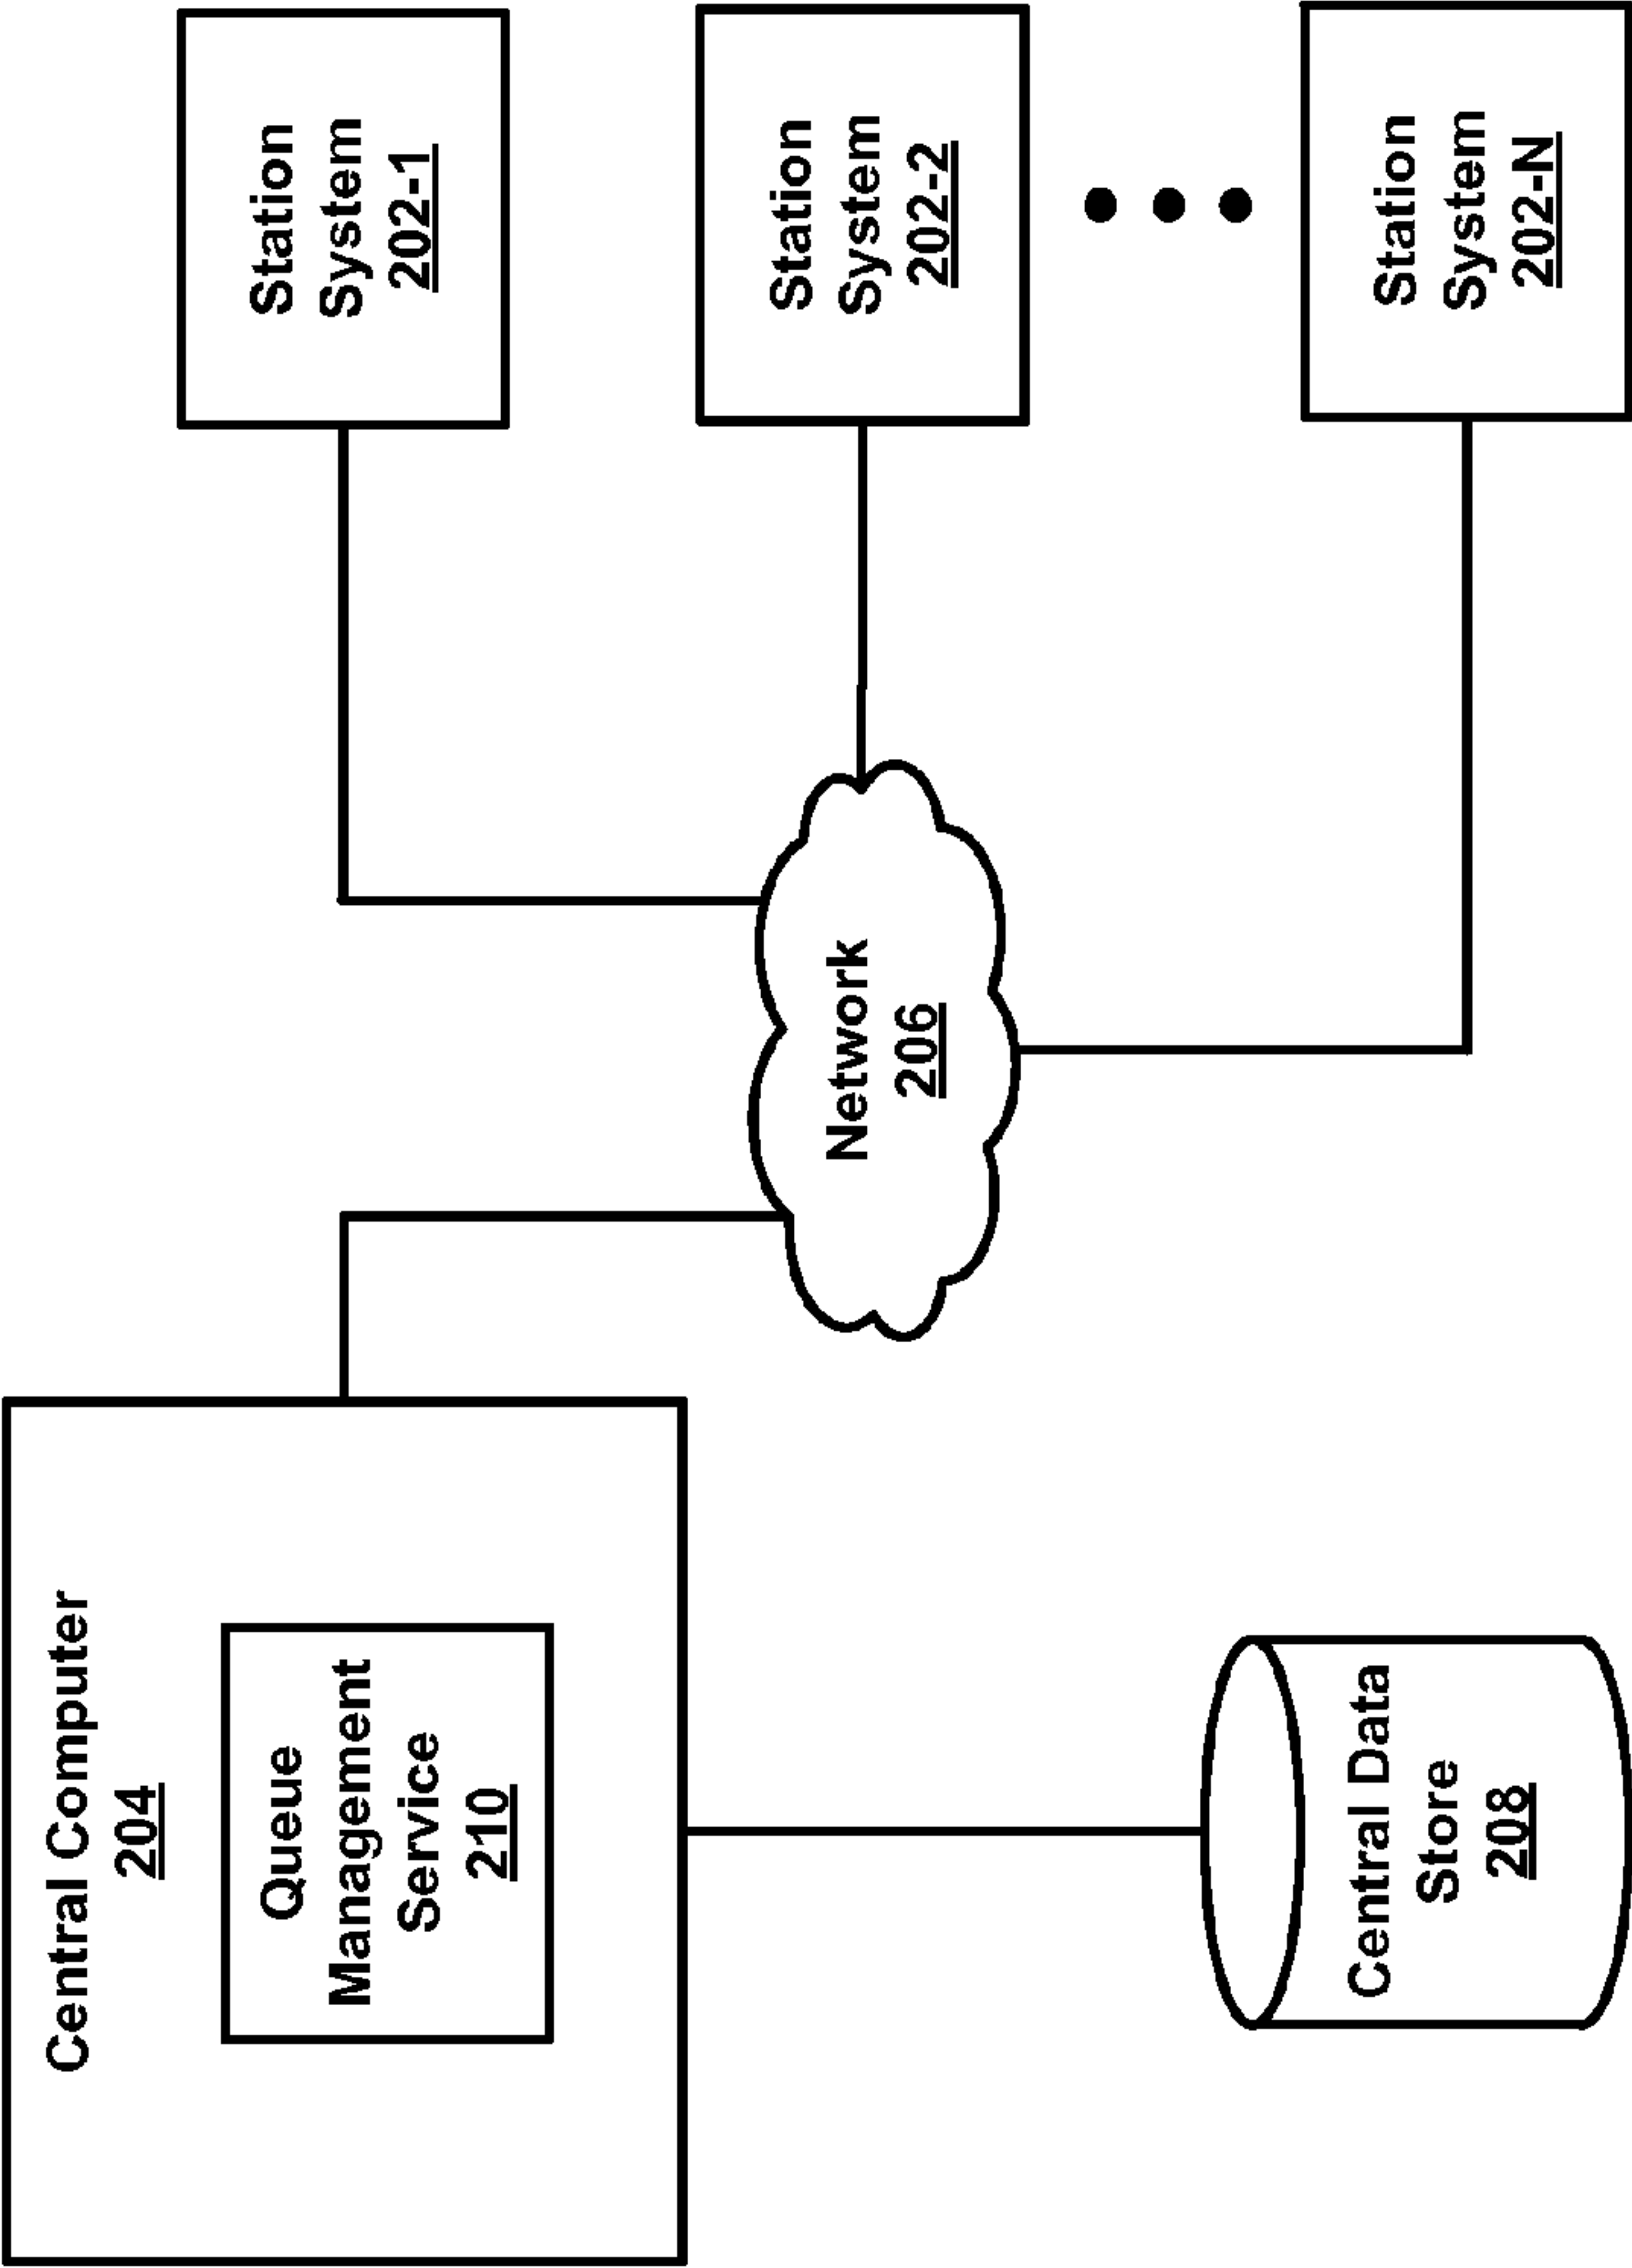 Central Computer
204
Queue
Management
Service
210
Central Data
Store
208
Network
206
Station
System
202-1
Station
System
202-2
Station
System
202-N